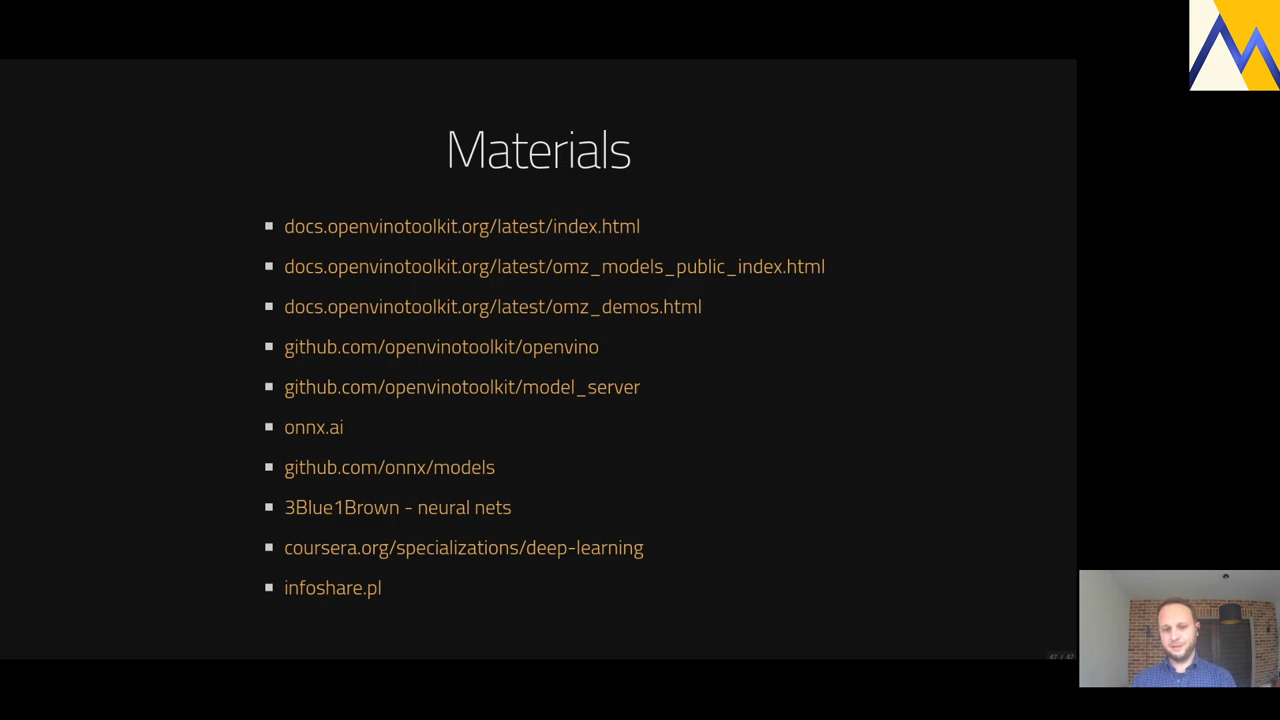 Materials
docs.openvinotoolkit.org/latest/index.html
docs.openvinotoolkit.org/latest/omz_models_public_index.html
docs.openvinotoolkit.org/latest/omz_demos.html
github.com/openvinotoolkit/openvino
github.com/openvinotoolkit/model_server
onnx.ai
github.com/onnx/models
3Blue1Brown - neural nets
coursera.org/specializations/deep-learning
infoshare.pl
47 / 47